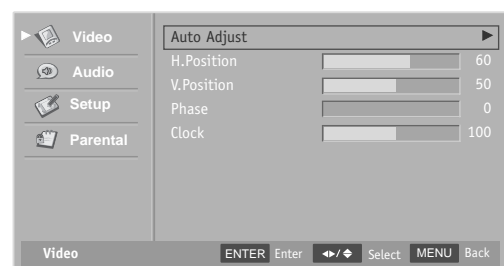 Video
Audio
Setup
Parental
Auto Adjust
H.Position 60
V.Position 50
Phase 0
Clock 100
Video ENTER Enter / Select MENU Back